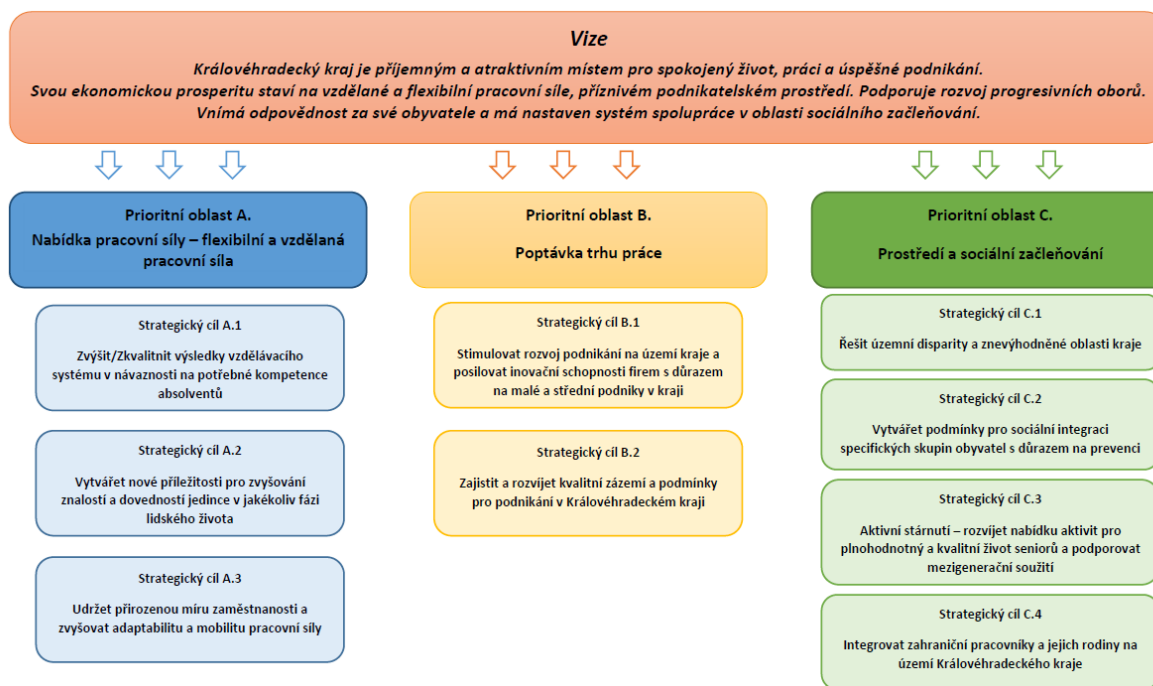 Vize
Královéhradecký kraj je příjemným a atraktivním místem pro spokojený život, práci a úspěšné podnikání.
Svou ekonomickou prosperitu staví na vzdělané a flexibilní pracovní síle, příznivém podnikatelském prostředí. Podporuje rozvoj progresivních oborů.
Vnímá odpovědnost za své obyvatele a má nastaven systém spolupráce v oblasti sociálního začleňování.
Prioritní oblast A.
Nabídka pracovní síly – flexibilní a vzdělaná
pracovní síla
Strategický cíl A.1
Zvýšit/Zkvalitnit výsledky vzdělávacího
systému v návaznosti na potřebné kompetence
absolventů
Strategický cíl A.2
Vytvářet nové příležitosti pro zvyšování
znalostí a dovedností jedince v jakékoliv fázi
lidského života
Strategický cíl A.3
Udržet přirozenou míru zaměstnanosti a
zvyšovat adaptabilitu a mobilitu pracovní síly
Prioritní oblast B.
Poptávka trhu práce
Strategický cíl B.1
Stimulovat rozvoj podnikání na území kraje a
posilovat inovační schopnosti firem s důrazem
na malé a střední podniky v kraji
Strategický cíl B.2
Zajistit a rozvíjet kvalitní zázemí a podmínky
pro podnikání v Královéhradeckém kraji
Prioritní oblast C.
Prostředí a sociální začleňování
Strategický cíl C.1
Řešit územní disparity a znevýhodněné oblasti kraje
Strategický cíl C.2
Vytvářet podmínky pro sociální integraci
specifických skupin obyvatel s důrazem na prevenci
Strategický cíl C.3
Aktivní stárnutí – rozvíjet nabídku aktivit pro
plnohodnotný a kvalitní život seniorů a podporovat
mezigenerační soužití
Strategický cíl C.4
Integrovat zahraniční pracovníky a jejich rodiny na
území Královéhradeckého kraje